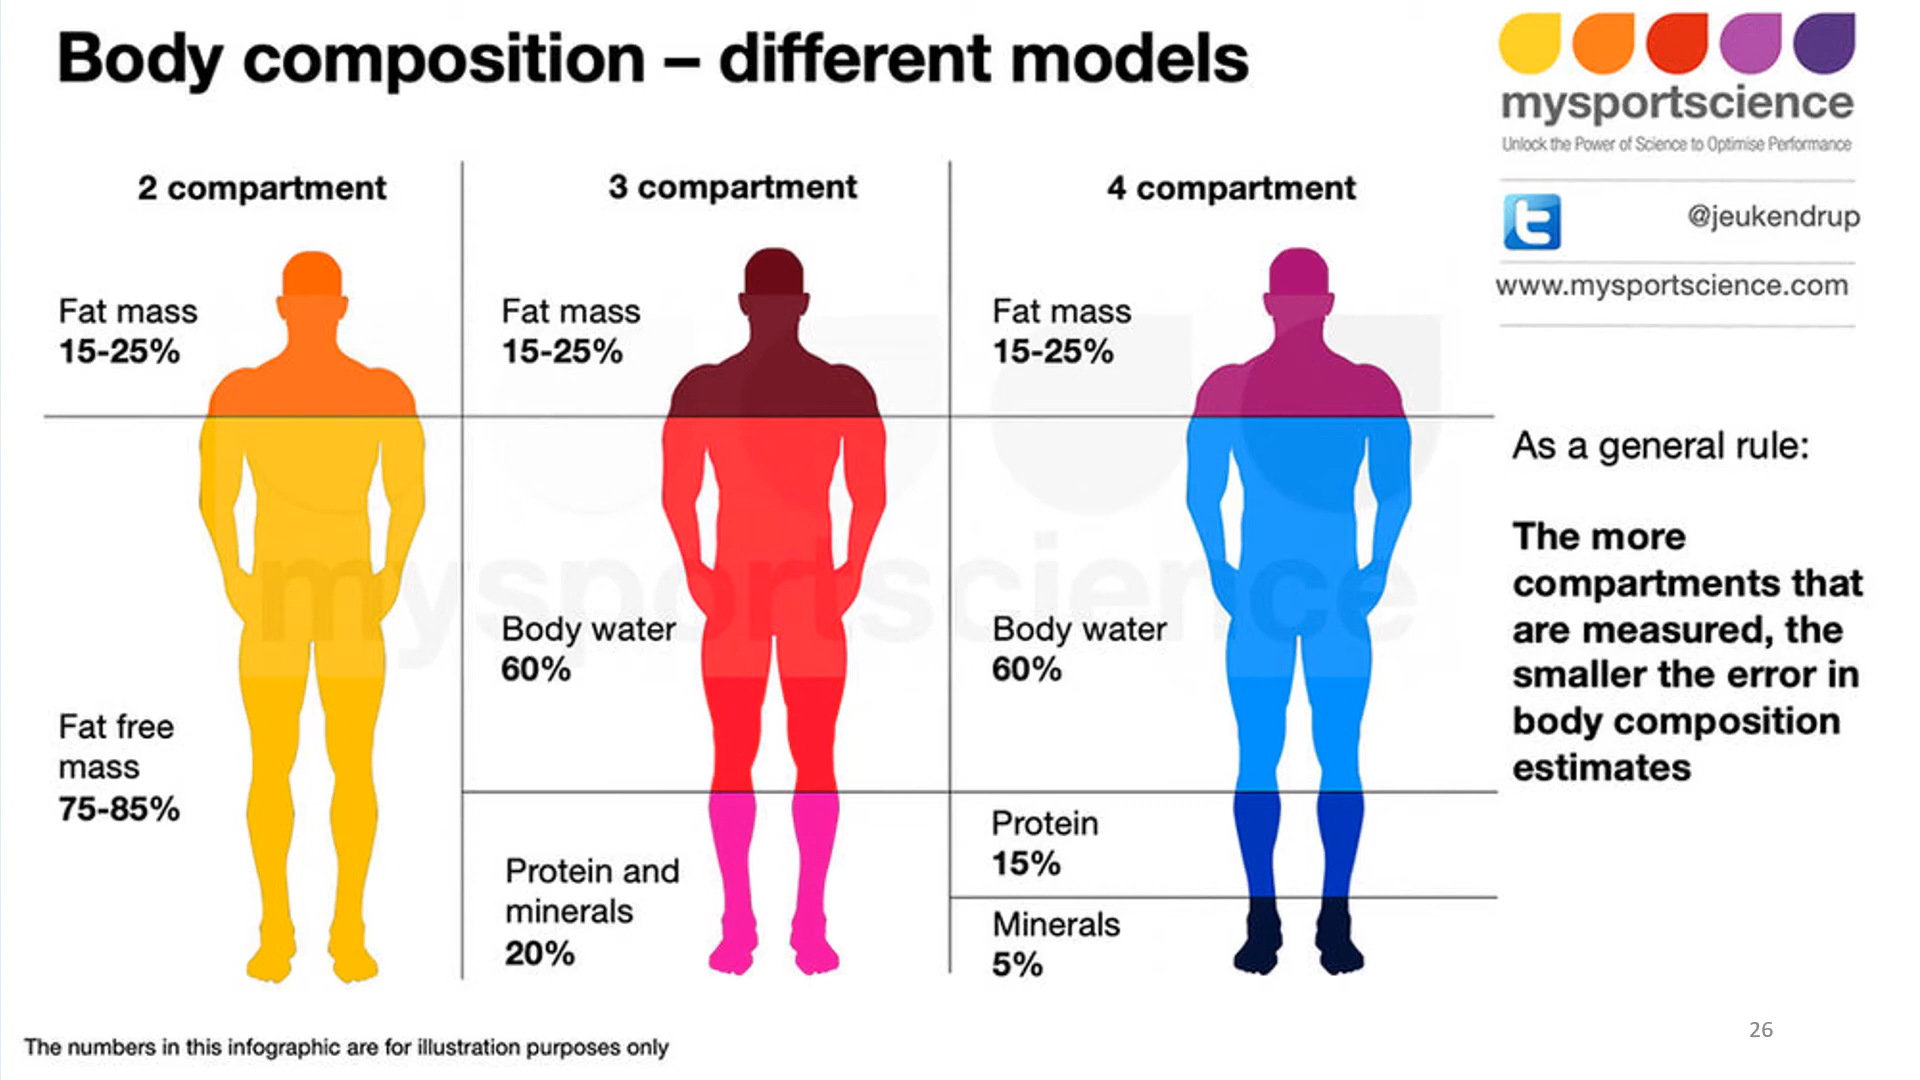 Body composition – different models
mysportscience
Unlock the Power of Science to Optimise Performance
@jeukendrup
www.mysportscience.com
2 compartment
Fat mass
15-25%
Fat free
mass
75-85%
3 compartment
Fat mass
15-25%
Body water
60%
Protein and
minerals
20%
4 compartment
Fat mass
15-25%
Body water
60%
Protein
15%
Minerals
5%
As a general rule:
The more
compartments that
are measured, the
smaller the error in
body composition
estimates
mysportscience
The numbers in this infographic are for illustration purposes only
26